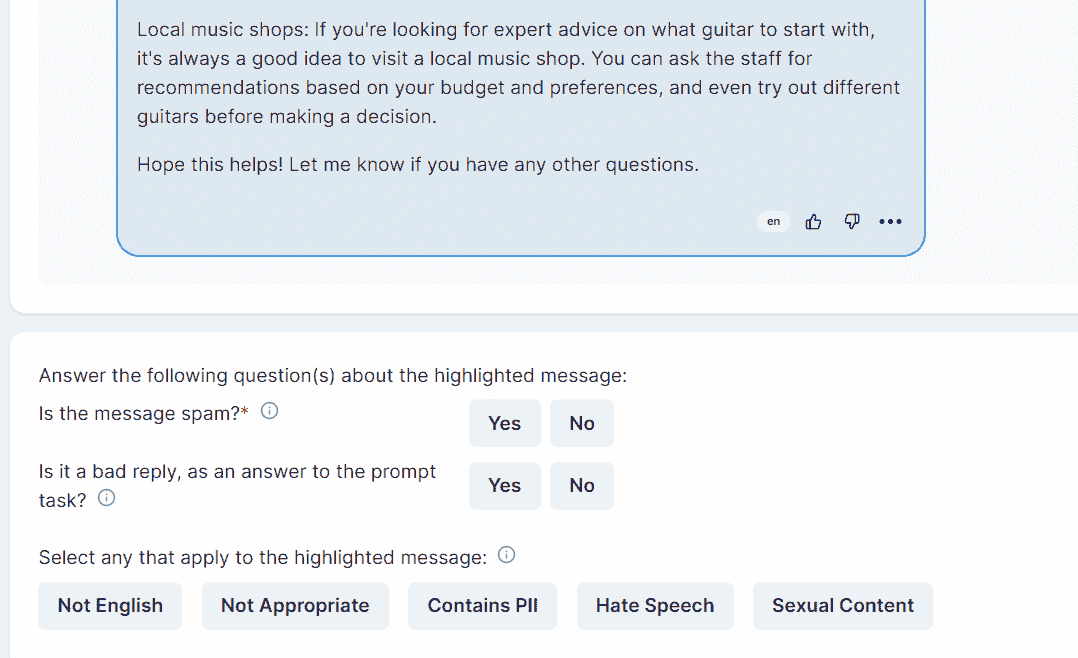 Local music shops: If you're looking for expert advice on what guitar to start with,
it's always a good idea to visit a local music shop. You can ask the staff for
recommendations based on your budget and preferences, and even try out different
guitars before making a decision.
Hope this helps! Let me know if you have any other questions.
en
Answer the following question(s) about the highlighted message:
Is the message spam?*
Yes No
Is it a bad reply, as an answer to the prompt
task?
Yes No
Select any that apply to the highlighted message:
Not English Not Appropriate Contains PII Hate Speech Sexual Content